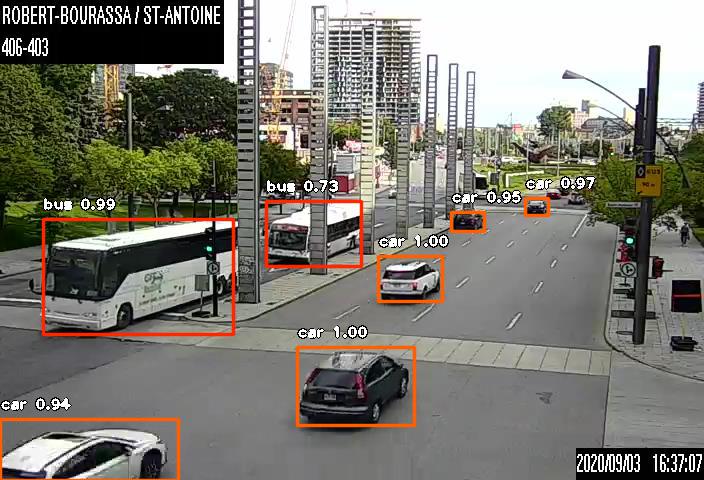 ROBERT-BOURASSA / ST-ANTOINE
406-403
bus 0.99
bus 0.73
car 0.95
car 0.97
car 1.00
car 1.00
car 0.94
BUS
2020/09/03 16:37:07